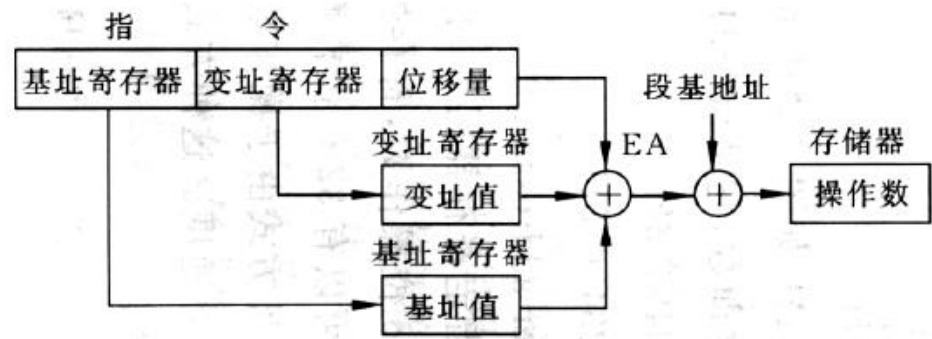 指 令
基址寄存器 变址寄存器 位移量
段基地址
变址寄存器 EA 存储器
变址值 + + 操作数
基址寄存器
基址值